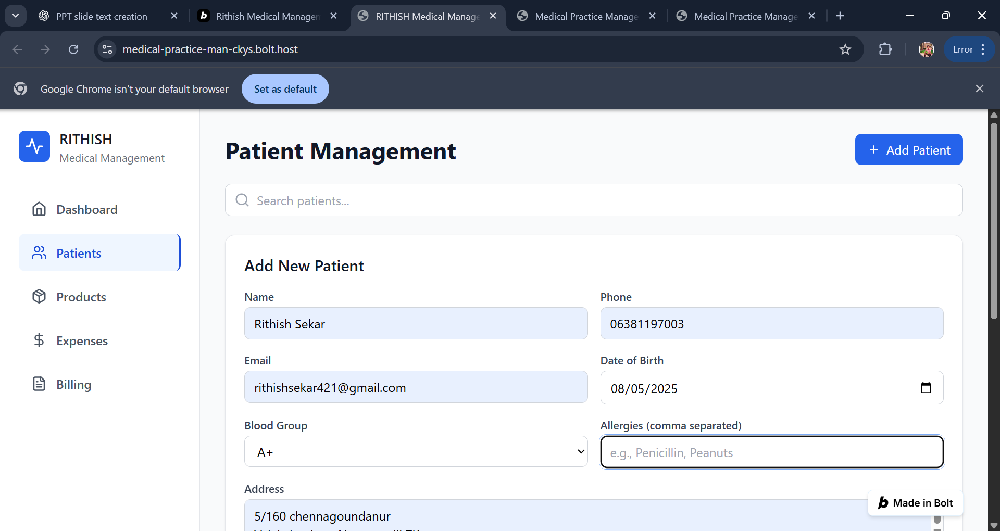 PPT slide text creation
Rithish Medical Managen
RITHISH Medical Manage
Medical Practice Manage
Medical Practice Manage
medical-practice-man-ckys.bolt.host
Error
Google Chrome isn't your default browser
Set as default
RITHISH
Medical Management
Dashboard
Patients
Products
Expenses
Billing
Patient Management
+ Add Patient
Search patients...
Add New Patient
Name
Phone
Rithish Sekar
06381197003
Email
Date of Birth
rithishsekar421@gmail.com
08/05/2025
Blood Group
Allergies (comma separated)
A+
e.g., Penicillin, Peanuts
Address
5/160 chennagoundanur
b Made in Bolt